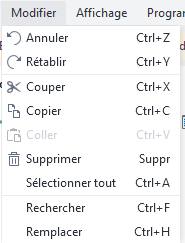 Modifier Affichage Progra
Annuler Ctrl+Z
Rétablir Ctrl+Y
Couper Ctrl+X
Copier Ctrl+C
Coller Ctrl+V
Supprimer Suppr
Sélectionner tout Ctrl+A
Rechercher Ctrl+F
Remplacer Ctrl+H